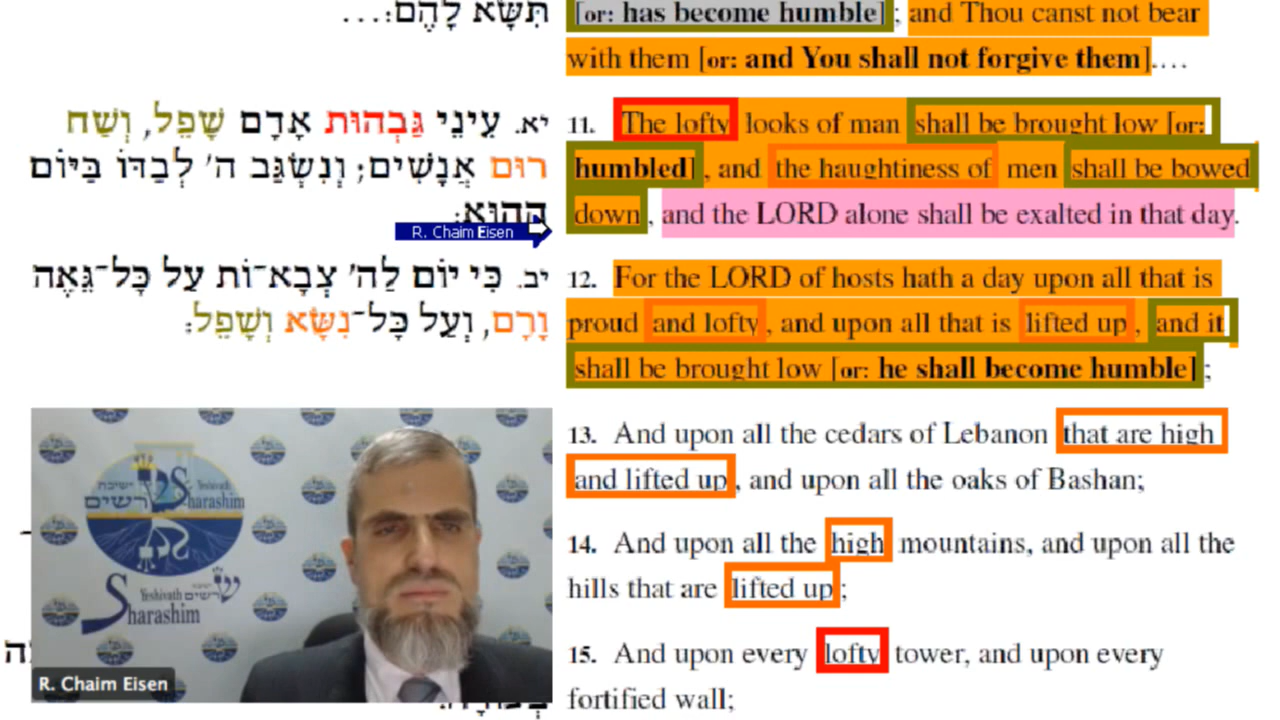 תִּשָּׂא לָהֶם:...
יא. עֵינֵי גַּבְהוּת אָדָם שָׁפֵל, וְשַׁח
רוּם אֲנָשִׁים; וְנִשְׂגַּב ה' לְבַדּוֹ בַּיּוֹם
הַהוּא:
R. Chaim Eisen
יב. כִּי יוֹם לַה' צְבָא־וֹת עַל כָּל־גֵּאֶה
וָרָם, וְעַל כָּל־נִשָּׂא וְשָׁפֵל:
[or: has become humble]; and Thou canst not bear
with them [or: and You shall not forgive them]....
11. The lofty looks of man shall be brought low [or:
humbled], and the haughtiness of men shall be bowed
down, and the LORD alone shall be exalted in that day.
12. For the LORD of hosts hath a day upon all that is
proud and lofty, and upon all that is lifted up, and it
shall be brought low [or: he shall become humble];
13. And upon all the cedars of Lebanon that are high
and lifted up, and upon all the oaks of Bashan;
14. And upon all the high mountains, and upon all the
hills that are lifted up;
15. And upon every lofty tower, and upon every
fortified wall;
ישיבת
שרשים
Sharashim
Yeshivath
ישיבת
שרשים
Sharashim
R. Chaim Eisen